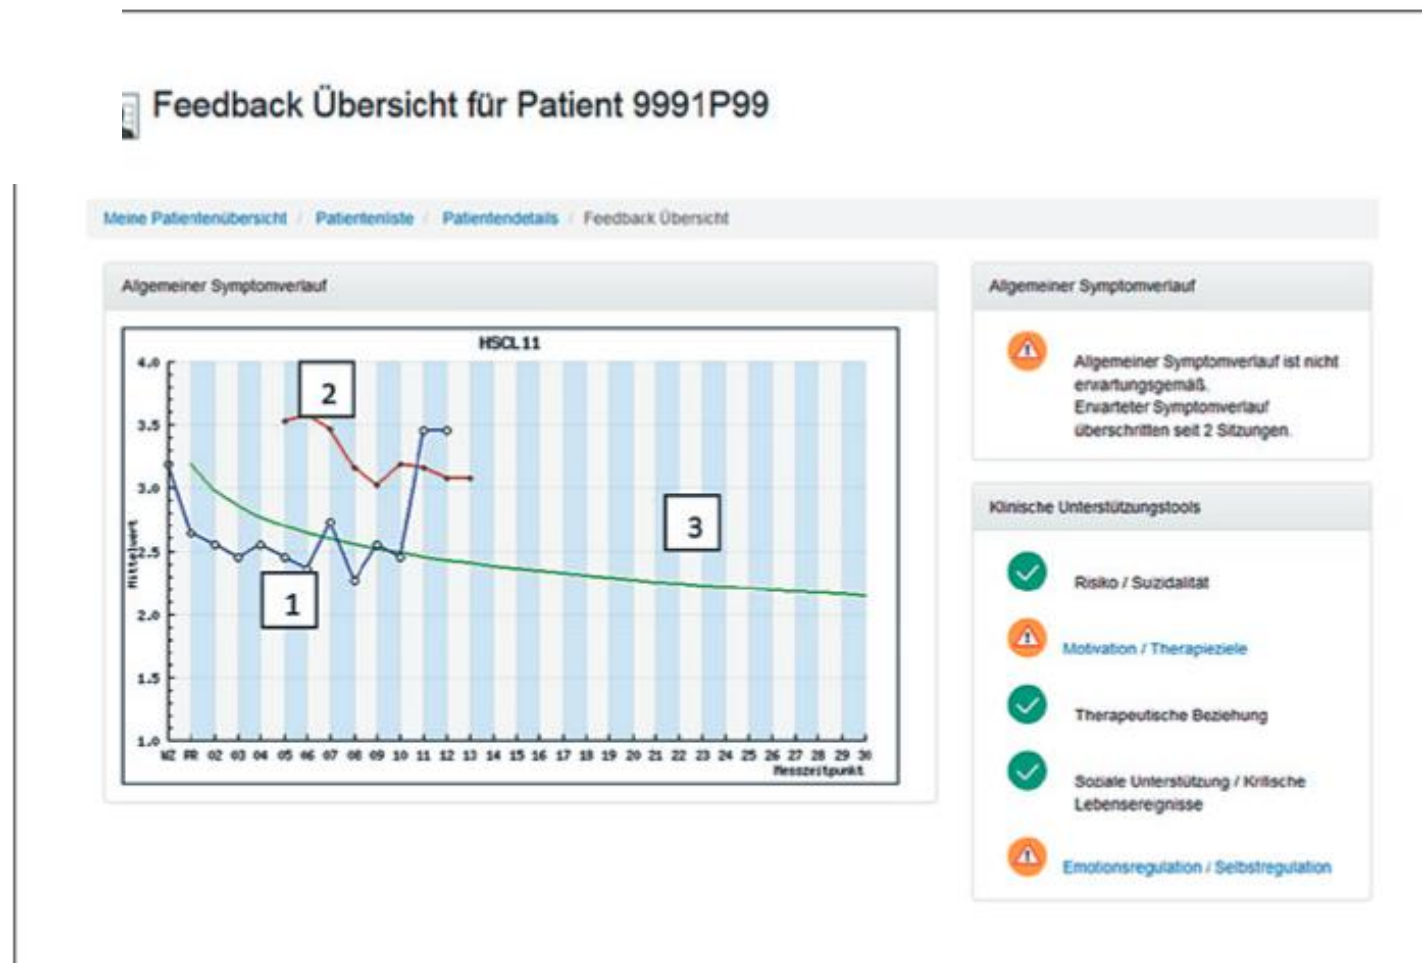 Feedback Übersicht für Patient 9991P99
Meine Patientenübersicht / Patientenliste / Patientendetails / Feedback Übersicht
Allgemeiner Symptomverlauf
HSCL11
4.0
3.5
3.0
2.5
2.0
1.5
1.0
Mittelwert
2
3
1
WZ PR 02 03 04 05 06 07 08 09 10 11 12 13 14 15 16 17 18 19 20 21 22 23 24 25 26 27 28 29 30
Messzeitpunkt
Allgemeiner Symptomverlauf
Allgemeiner Symptomverlauf ist nicht
erwartungsgemäß.
Erwarteter Symptomverlauf
überschritten seit 2 Sitzungen.
Klinische Unterstützungstools
Risiko / Suizidalität
Motivation / Therapieziele
Therapeutische Beziehung
Soziale Unterstützung / Kritische
Lebensereignisse
Emotionsregulation / Selbstregulation